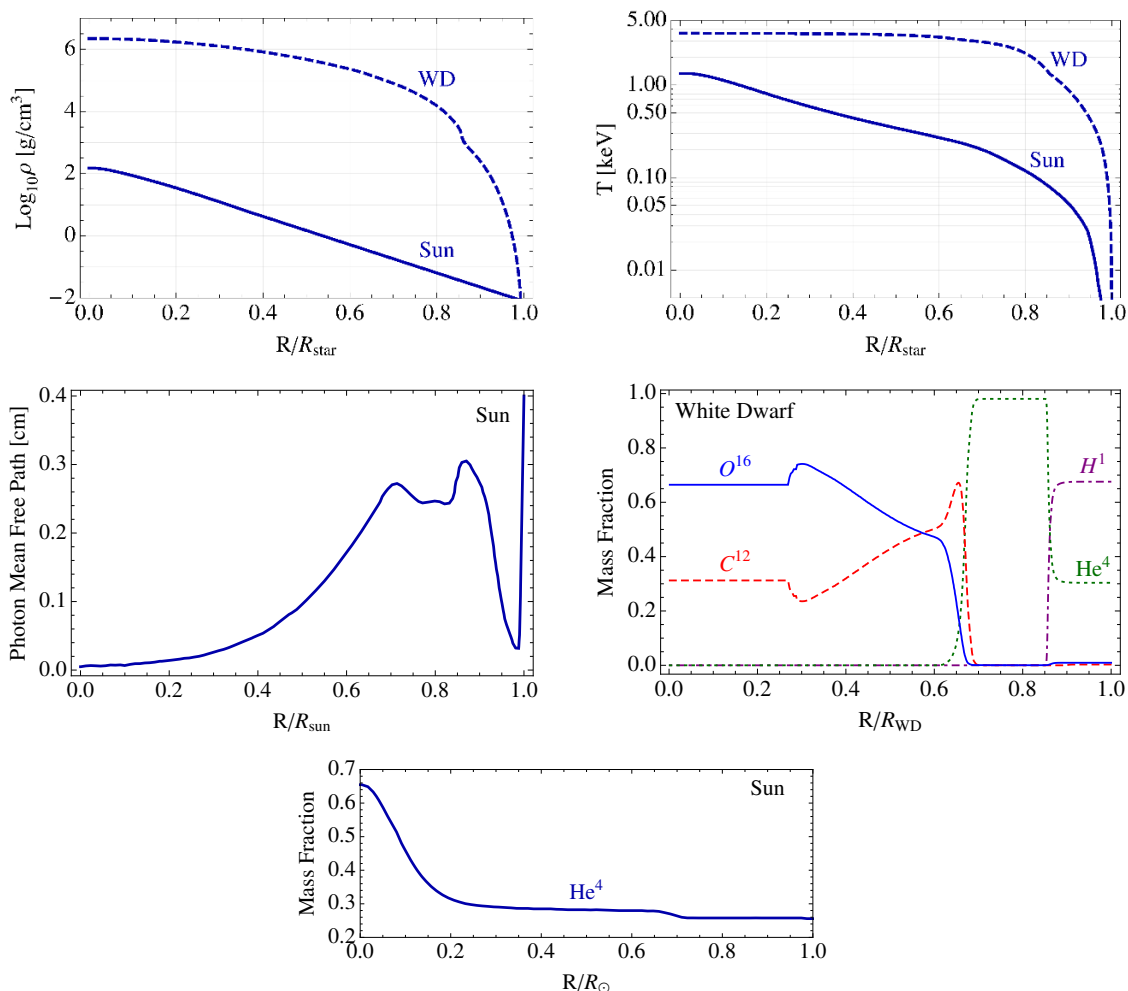 6
4
2
0
−2
Log10ρ [g/cm3]
WD
Sun
0.0 0.2 0.4 0.6 0.8 1.0
R/Rstar
5.00
1.00
0.50
0.10
0.05
0.01
T [keV]
WD
Sun
0.0 0.2 0.4 0.6 0.8 1.0
R/Rstar
0.4
0.3
0.2
0.1
0.0
Photon Mean Free Path [cm]
Sun
0.0 0.2 0.4 0.6 0.8 1.0
R/Rsun
1.0
0.8
0.6
0.4
0.2
0.0
Mass Fraction
White Dwarf
O16
H1
C12
He4
0.0 0.2 0.4 0.6 0.8 1.0
R/RWD
0.7
0.6
0.5
0.4
0.3
0.2
Mass Fraction
Sun
He4
0.0 0.2 0.4 0.6 0.8 1.0
R/R⊙